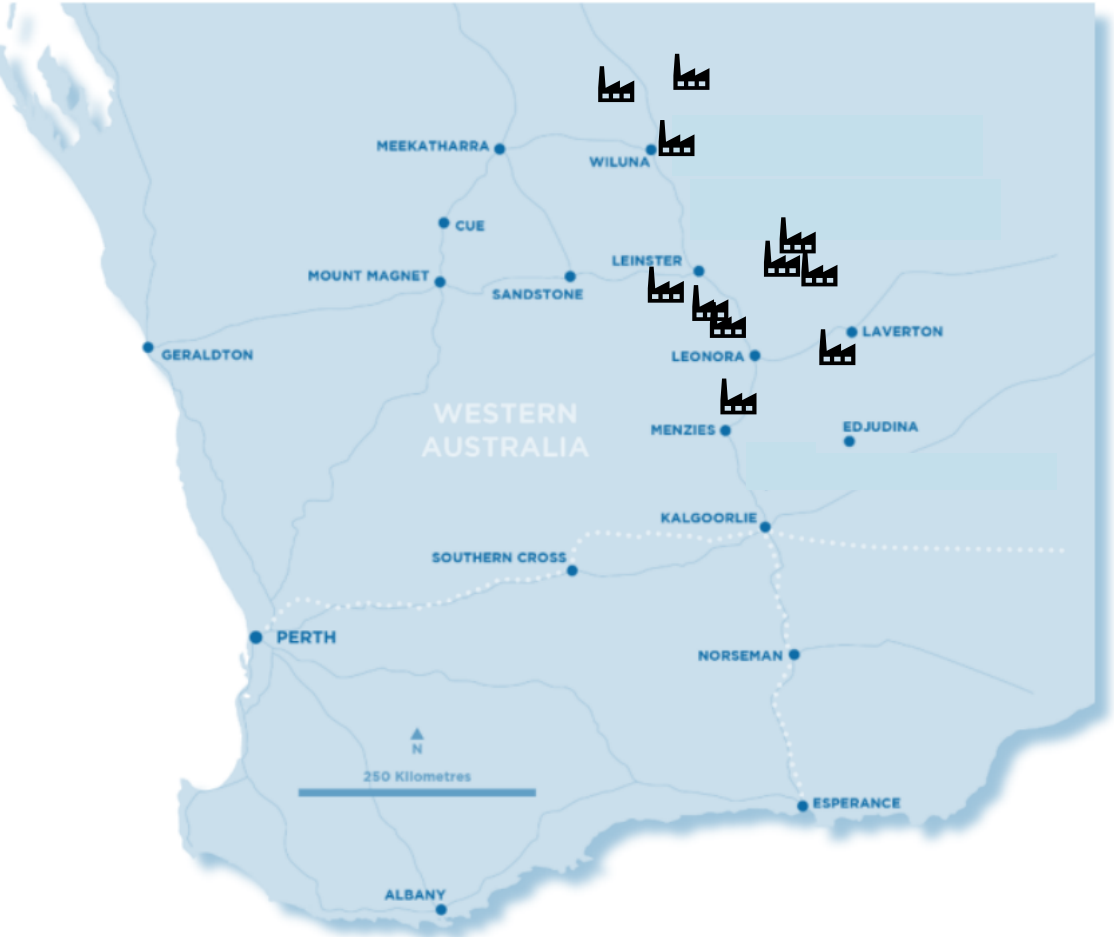 MEEKATHARRA
WILUNA
CUE
LEINSTER
MOUNT MAGNET
SANDSTONE
LAVERTON
GERALDTON
LEONORA
WESTERN
AUSTRALIA
EDJUDINA
MENZIES
KALGOORLIE
SOUTHERN CROSS
PERTH
NORSEMAN
N
250 Kilometres
ESPERANCE
ALBANY